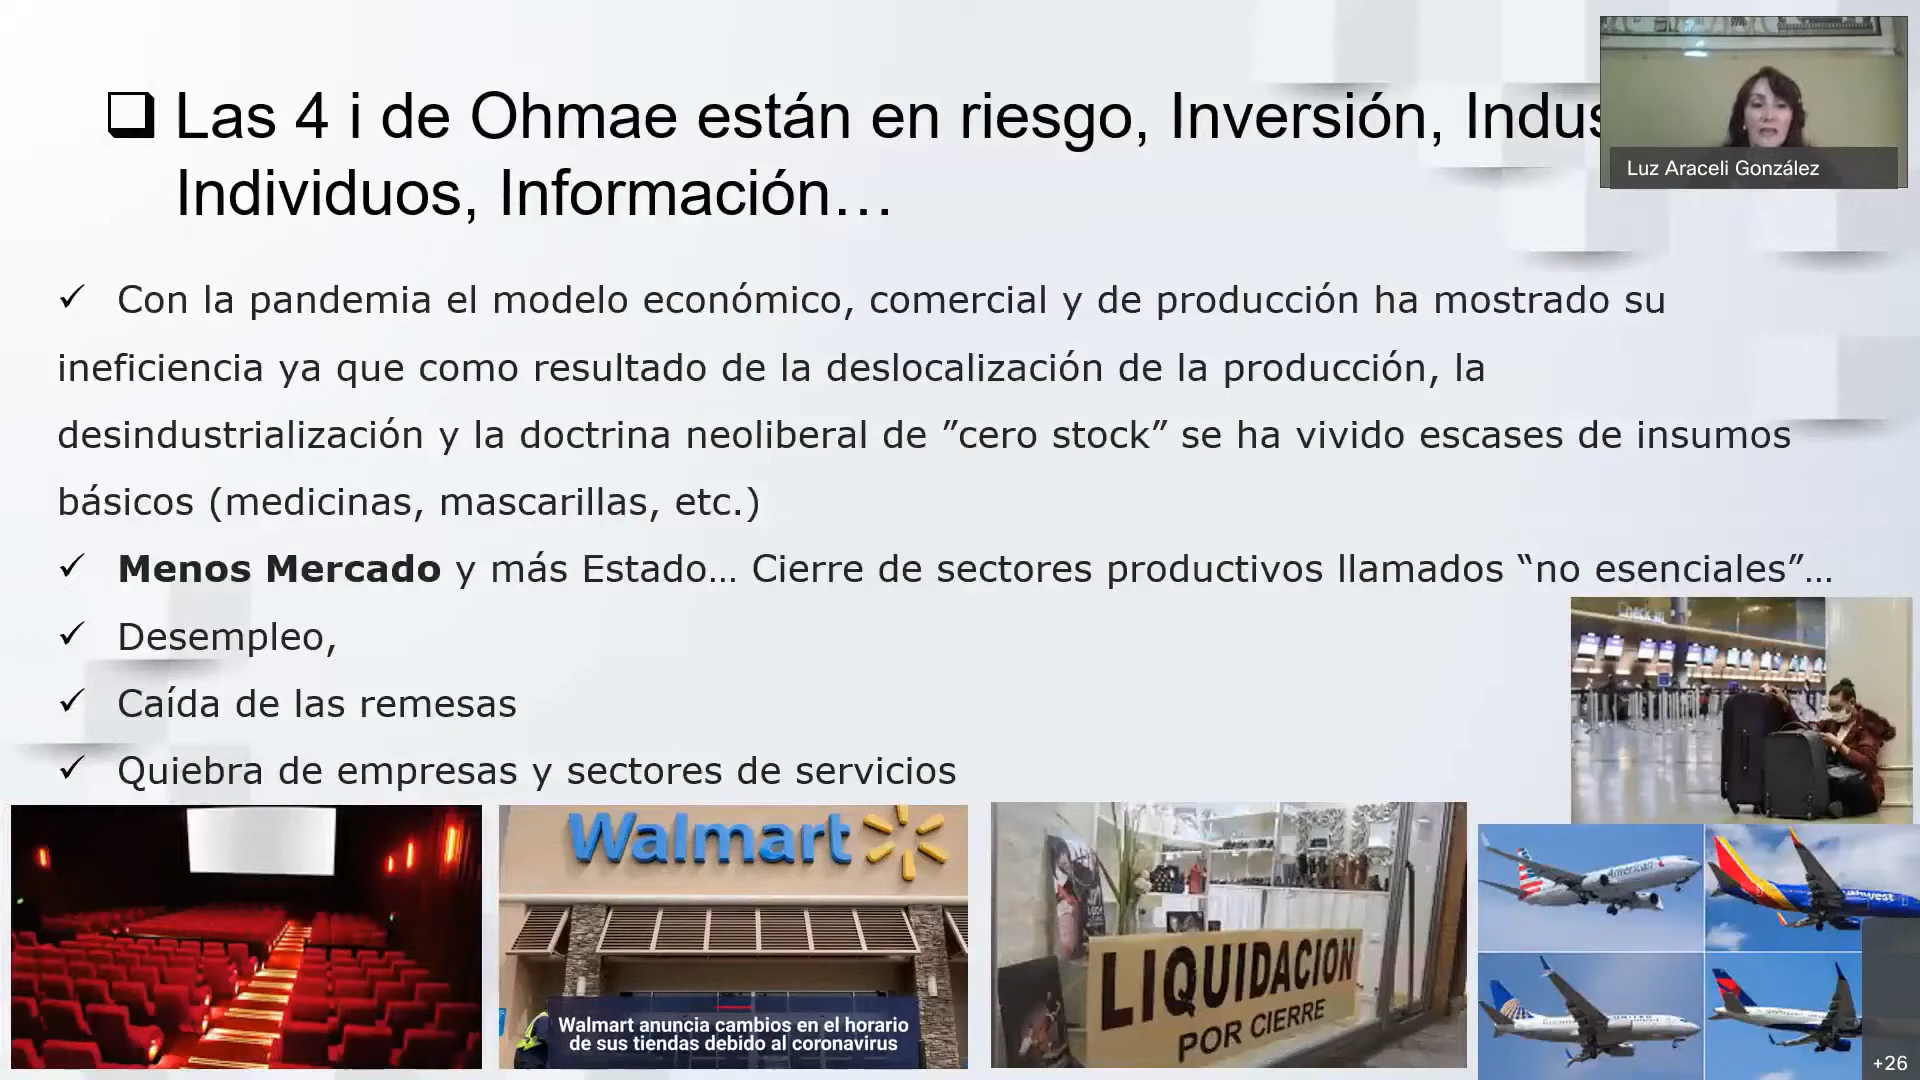 Las 4 i de Ohmae están en riesgo, Inversión, Indus
Individuos, Información…
Luz Araceli González
Con la pandemia el modelo económico, comercial y de producción ha mostrado su
ineficiencia ya que como resultado de la deslocalización de la producción, la
desindustrialización y la doctrina neoliberal de ”cero stock” se ha vivido escases de insumos
básicos (medicinas, mascarillas, etc.)
Menos Mercado y más Estado… Cierre de sectores productivos llamados “no esenciales”…
Desempleo,
Caída de las remesas
Quiebra de empresas y sectores de servicios
Check in
Walmart
Walmart anuncia cambios en el horario
de sus tiendas debido al coronavirus
LIQUIDACION
POR CIERRE
American
UNITED
+26